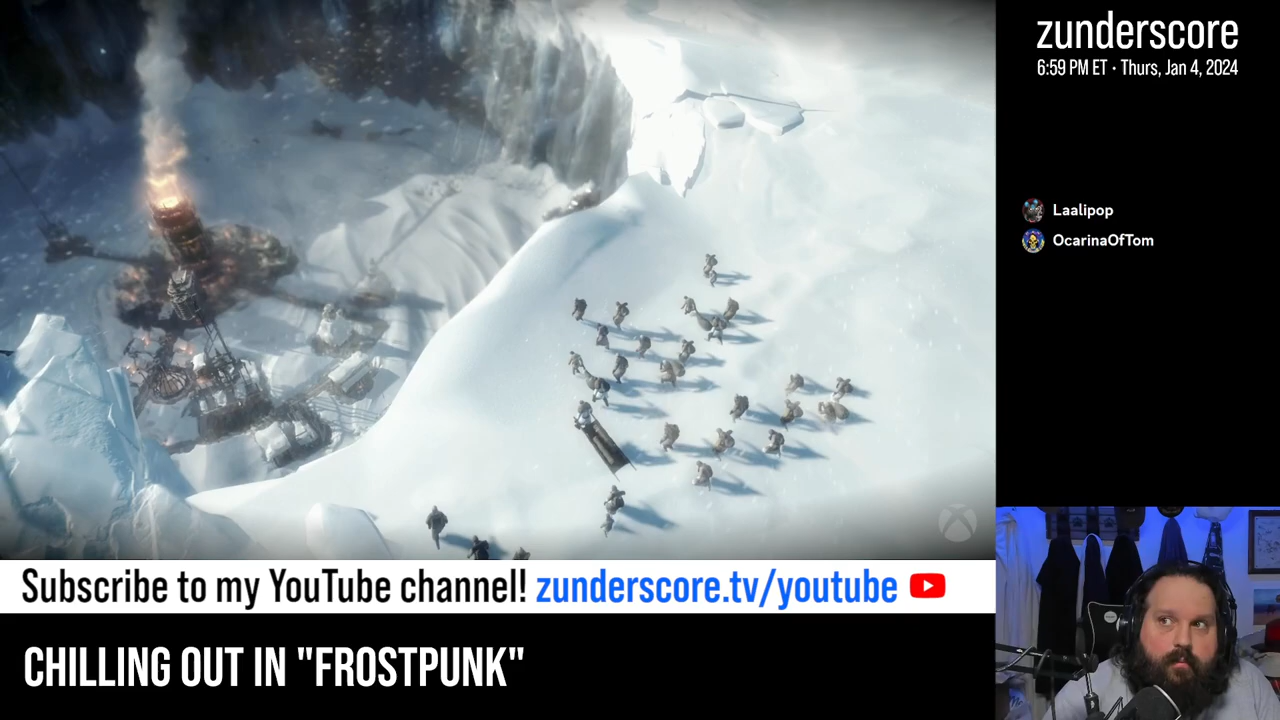 zunderscore
6:59 PM ET · Thurs, Jan 4, 2024
Laalipop
OcarinaOfTom
Subscribe to my YouTube channel! zunderscore.tv/youtube
CHILLING OUT IN "FROSTPUNK"